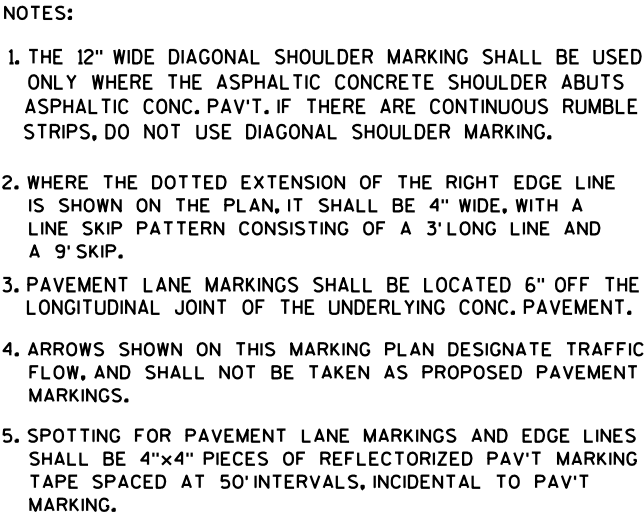 NOTES:
1. THE 12" WIDE DIAGONAL SHOULDER MARKING SHALL BE USED
ONLY WHERE THE ASPHALTIC CONCRETE SHOULDER ABUTS
ASPHALTIC CONC. PAV'T. IF THERE ARE CONTINUOUS RUMBLE
STRIPS, DO NOT USE DIAGONAL SHOULDER MARKING.
2. WHERE THE DOTTED EXTENSION OF THE RIGHT EDGE LINE
IS SHOWN ON THE PLAN, IT SHALL BE 4" WIDE, WITH A
LINE SKIP PATTERN CONSISTING OF A 3' LONG LINE AND
A 9' SKIP.
3. PAVEMENT LANE MARKINGS SHALL BE LOCATED 6" OFF THE
LONGITUDINAL JOINT OF THE UNDERLYING CONC. PAVEMENT.
4. ARROWS SHOWN ON THIS MARKING PLAN DESIGNATE TRAFFIC
FLOW, AND SHALL NOT BE TAKEN AS PROPOSED PAVEMENT
MARKINGS.
5. SPOTTING FOR PAVEMENT LANE MARKINGS AND EDGE LINES
SHALL BE 4"x4" PIECES OF REFLECTORIZED PAV'T MARKING
TAPE SPACED AT 50' INTERVALS, INCIDENTAL TO PAV'T
MARKING.